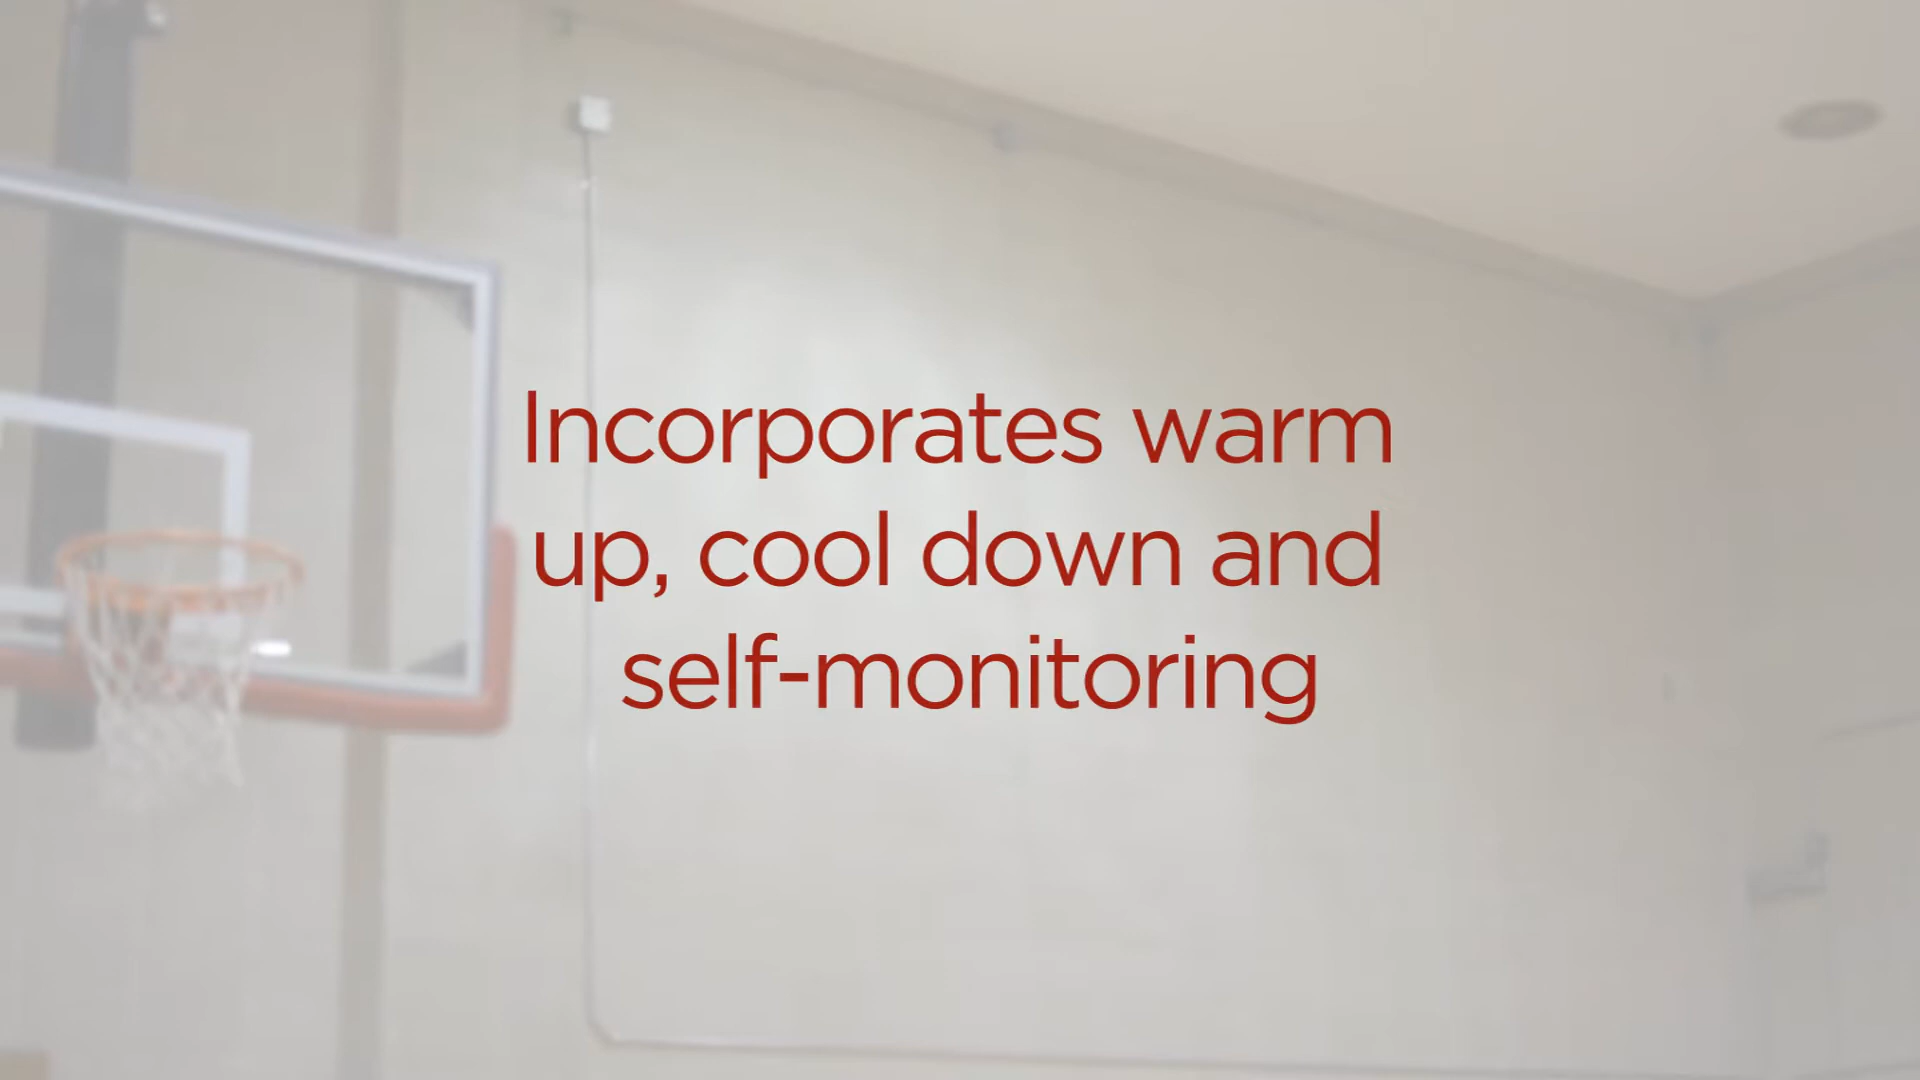 Incorporates warm
up, cool down and
self-monitoring